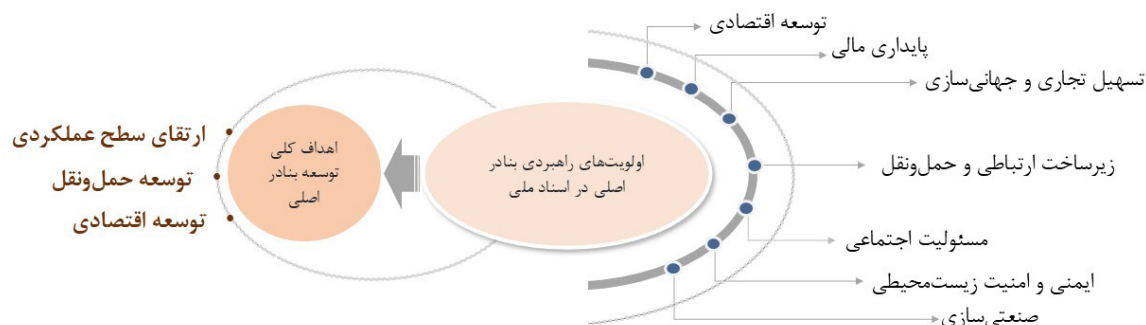 توسعه اقتصادی
پایداری مالی
تسهیل تجاری و جهانی‌سازی
زیرساخت ارتباطی و حمل‌ونقل
مسئولیت اجتماعی
ایمنی و امنیت زیست‌محیطی
صنعتی‌سازی
اولویت‌های راهبردی بنادر
اصلی در اسناد ملی
اهداف کلی
توسعه بنادر
اصلی
ارتقای سطح عملکردی
توسعه حمل‌ونقل
توسعه اقتصادی